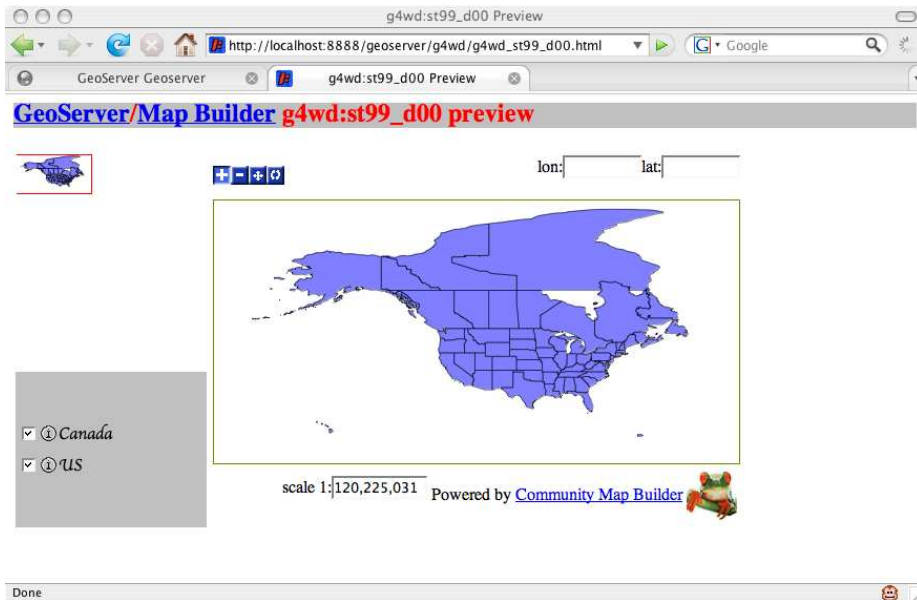 g4wd:st99_d00 Preview
http://localhost:8888/geoserver/g4wd/g4wd_st99_d00.html
G Google
GeoServer Geoserver
g4wd:st99_d00 Preview
GeoServer/Map Builder g4wd:st99_d00 preview
lon: lat:
Canada
US
scale 1: 120,225,031 Powered by Community Map Builder
Done